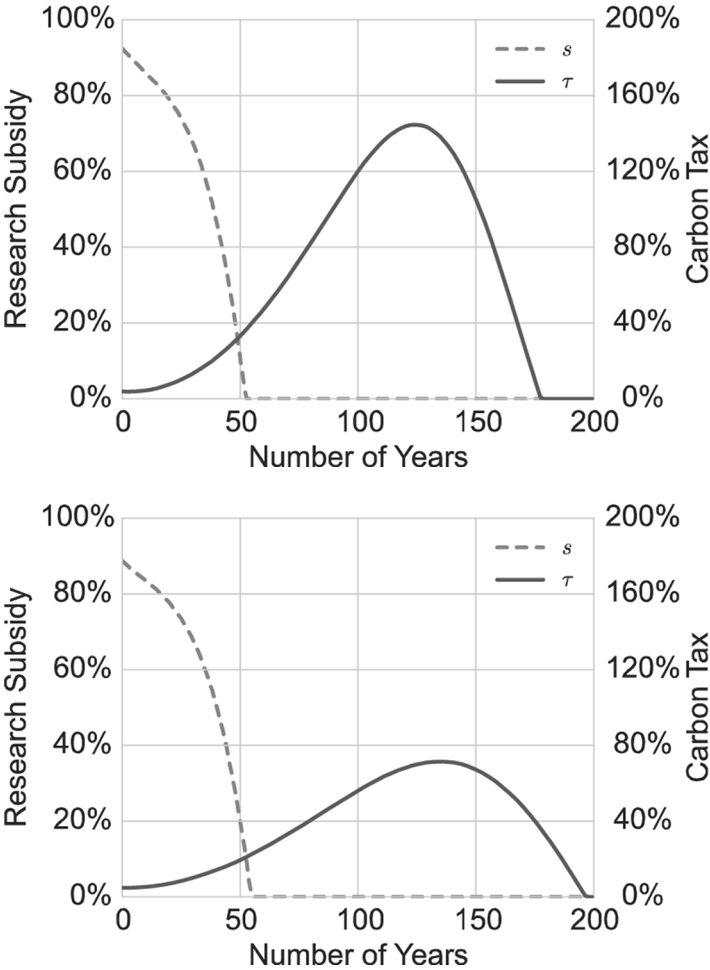 100% 200%
s
τ
80% 160%
60% 120%
40% 80%
20% 40%
0% 0%
0 50 100 150 200
Number of Years
Research Subsidy
Carbon Tax
100% 200%
s
τ
80% 160%
60% 120%
40% 80%
20% 40%
0% 0%
0 50 100 150 200
Number of Years
Research Subsidy
Carbon Tax